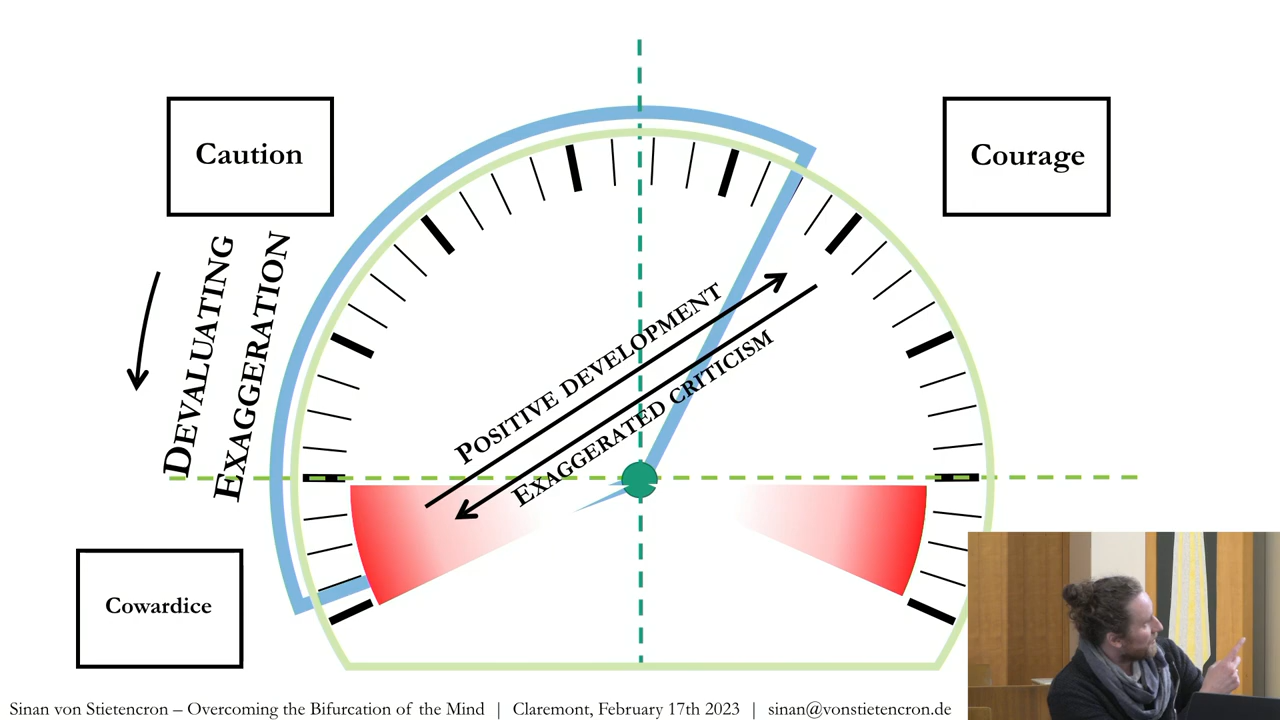 Caution
Courage
DEVALUATING
EXAGGERATION
POSITIVE DEVELOPMENT
EXAGGERATED CRITICISM
Cowardice
Sinan von Stietencron – Overcoming the Bifurcation of the Mind | Claremont, February 17th 2023 | sinan@vonstietencron.de